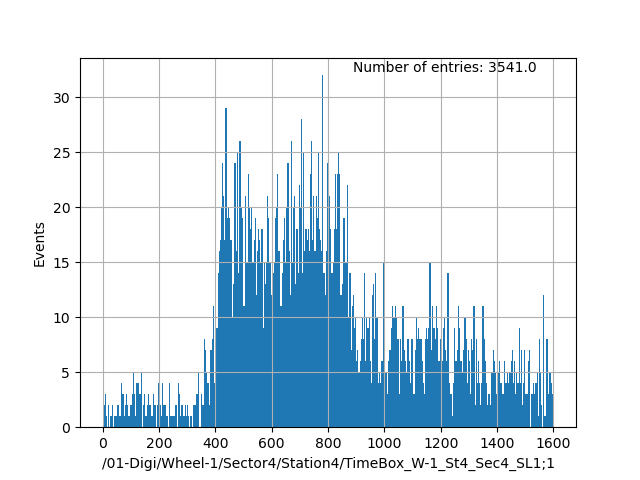 Number of entries: 3541.0
30
25
20
15
10
5
0
Events
0 200 400 600 800 1000 1200 1400 1600
/01-Digi/Wheel-1/Sector4/Station4/TimeBox_W-1_St4_Sec4_SL1;1